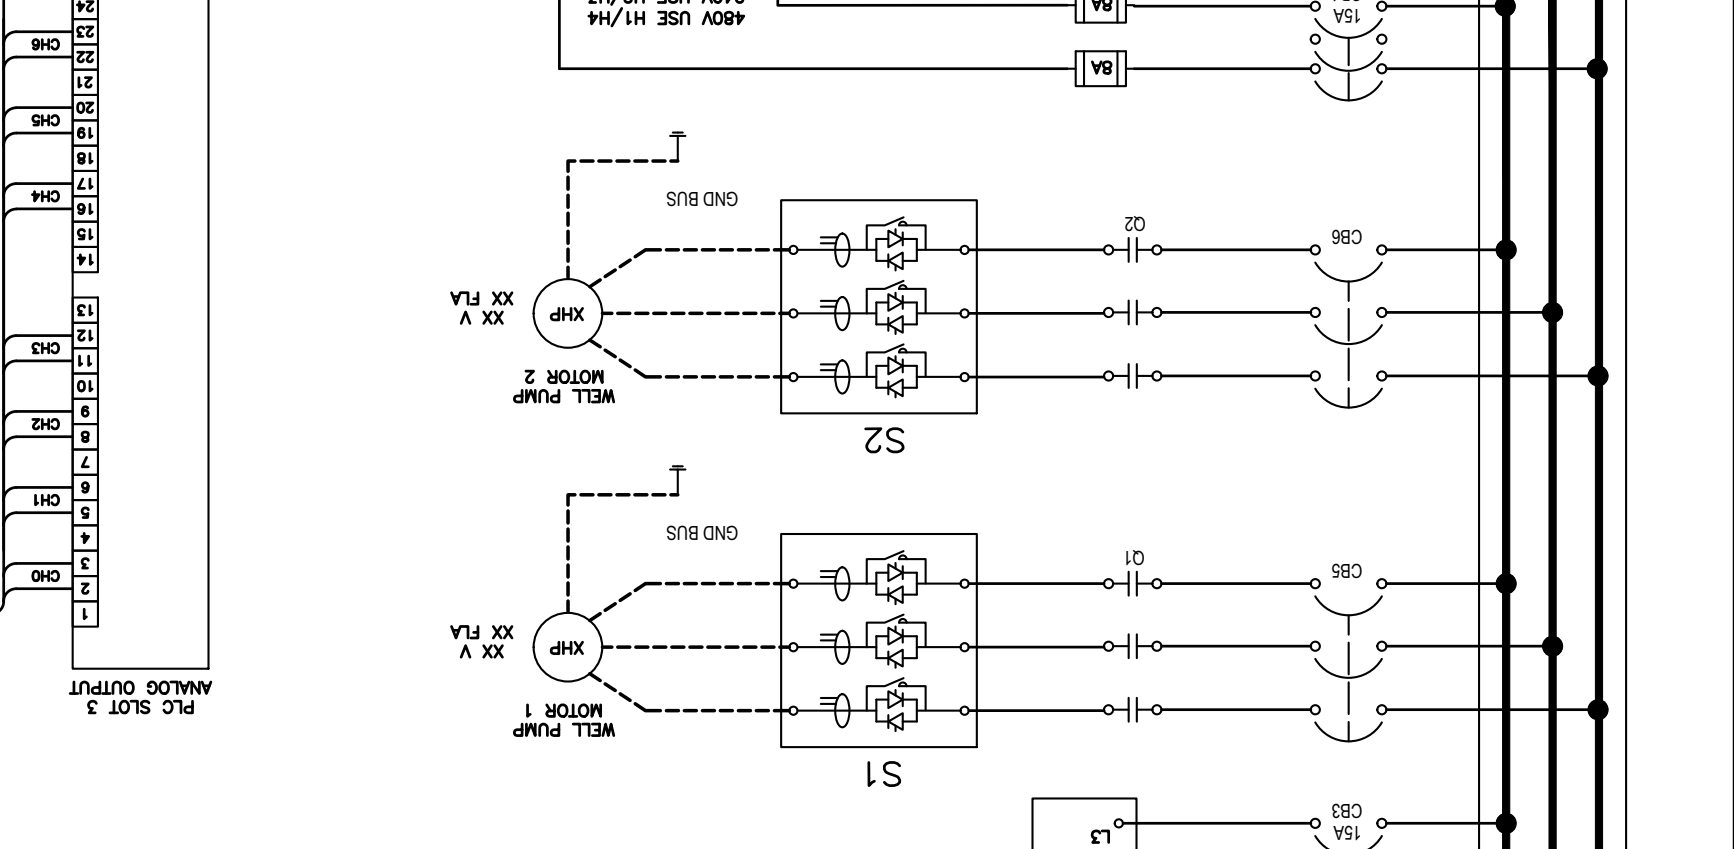 15A
CB3
L3
S1
CB5
Q1
GND BUS
WELL PUMP
MOTOR 1
XHP
XX V
XX FLA
S2
CB6
Q2
GND BUS
WELL PUMP
MOTOR 2
XHP
XX V
XX FLA
8A
15A
8A
480V USE H1/H4
PLC SLOT 3
ANALOG OUTPUT
1
2
CH0
3
4
5
CH1
6
7
8
CH2
9
10
11
CH3
12
13
14
15
16
CH4
17
18
19
CH5
20
21
22
CH6
23
24